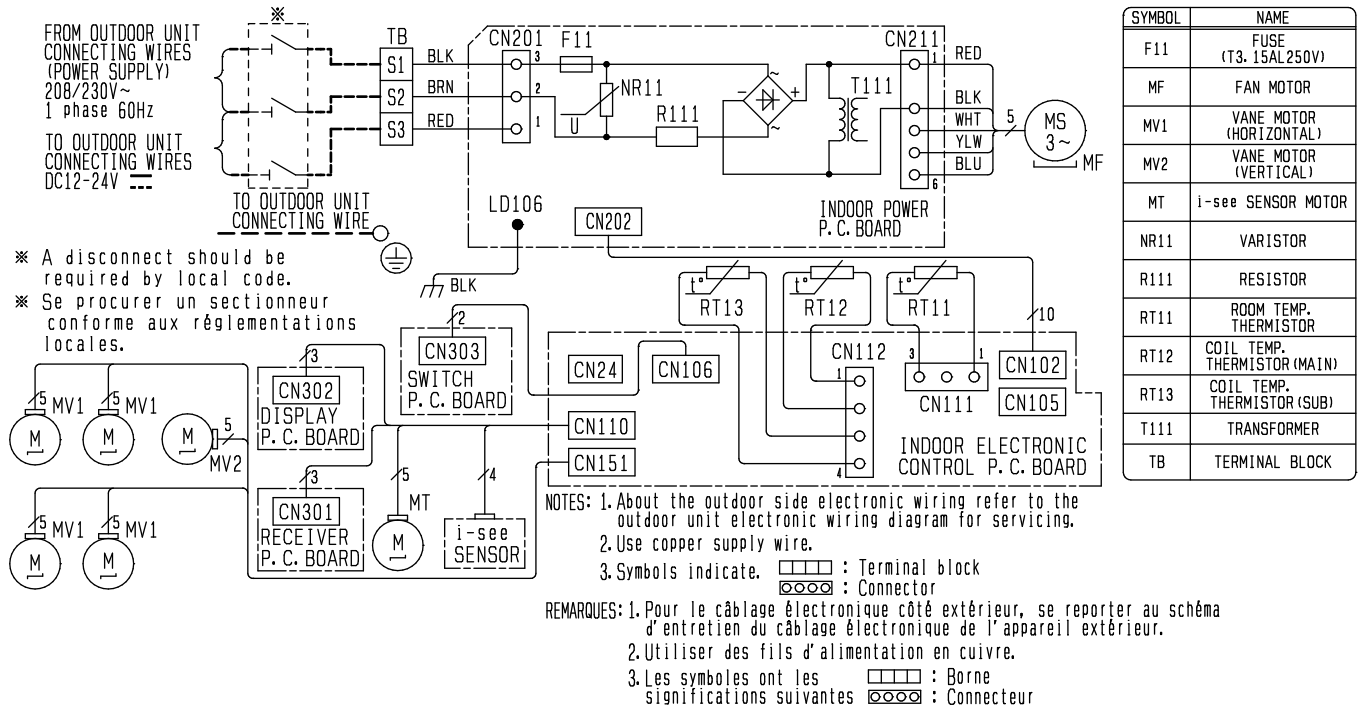 FROM OUTDOOR UNIT
CONNECTING WIRES
(POWER SUPPLY)
208/230V~
1 phase 60Hz
TO OUTDOOR UNIT
CONNECTING WIRES
DC12-24V
※
TB
S1
S2
S3
BLK
BRN
RED
CN201
3
2
1
F11
NR11
U
R111
~
-
+
~
T111
CN211
1
6
RED
BLK
WHT
YLW
BLU
5
MS
3~
MF
TO OUTDOOR UNIT
CONNECTING WIRE
LD106
BLK
CN202
INDOOR POWER
P.C.BOARD
※ A disconnect should be
required by local code.
※ Se procurer un sectionneur
conforme aux réglementations
locales.
t°
RT13
t°
RT12
t°
RT11
10
2
CN303
SWITCH
P.C.BOARD
3
CN302
DISPLAY
P.C.BOARD
CN24
CN106
CN110
CN151
CN112
1
4
3
1
CN111
CN102
CN105
INDOOR ELECTRONIC
CONTROL P.C.BOARD
5
MV1
M
5
MV1
M
M
5
MV2
5
MV1
M
5
MV1
M
3
CN301
RECEIVER
P.C.BOARD
5
MT
M
4
i-see
SENSOR
SYMBOL NAME
F11 FUSE
(T3.15AL250V)
MF FAN MOTOR
MV1 VANE MOTOR
(HORIZONTAL)
MV2 VANE MOTOR
(VERTICAL)
MT i-see SENSOR MOTOR
NR11 VARISTOR
R111 RESISTOR
RT11 ROOM TEMP.
THERMISTOR
RT12 COIL TEMP.
THERMISTOR(MAIN)
RT13 COIL TEMP.
THERMISTOR(SUB)
T111 TRANSFORMER
TB TERMINAL BLOCK
NOTES: 1.About the outdoor side electronic wiring refer to the
outdoor unit electronic wiring diagram for servicing.
2.Use copper supply wire.
3.Symbols indicate. : Terminal block
: Connector
REMARQUES: 1.Pour le câblage électronique côté extérieur, se reporter au schéma
d'entretien du câblage électronique de l'appareil extérieur.
2.Utiliser des fils d'alimentation en cuivre.
3.Les symboles ont les : Borne
significations suivantes : Connecteur